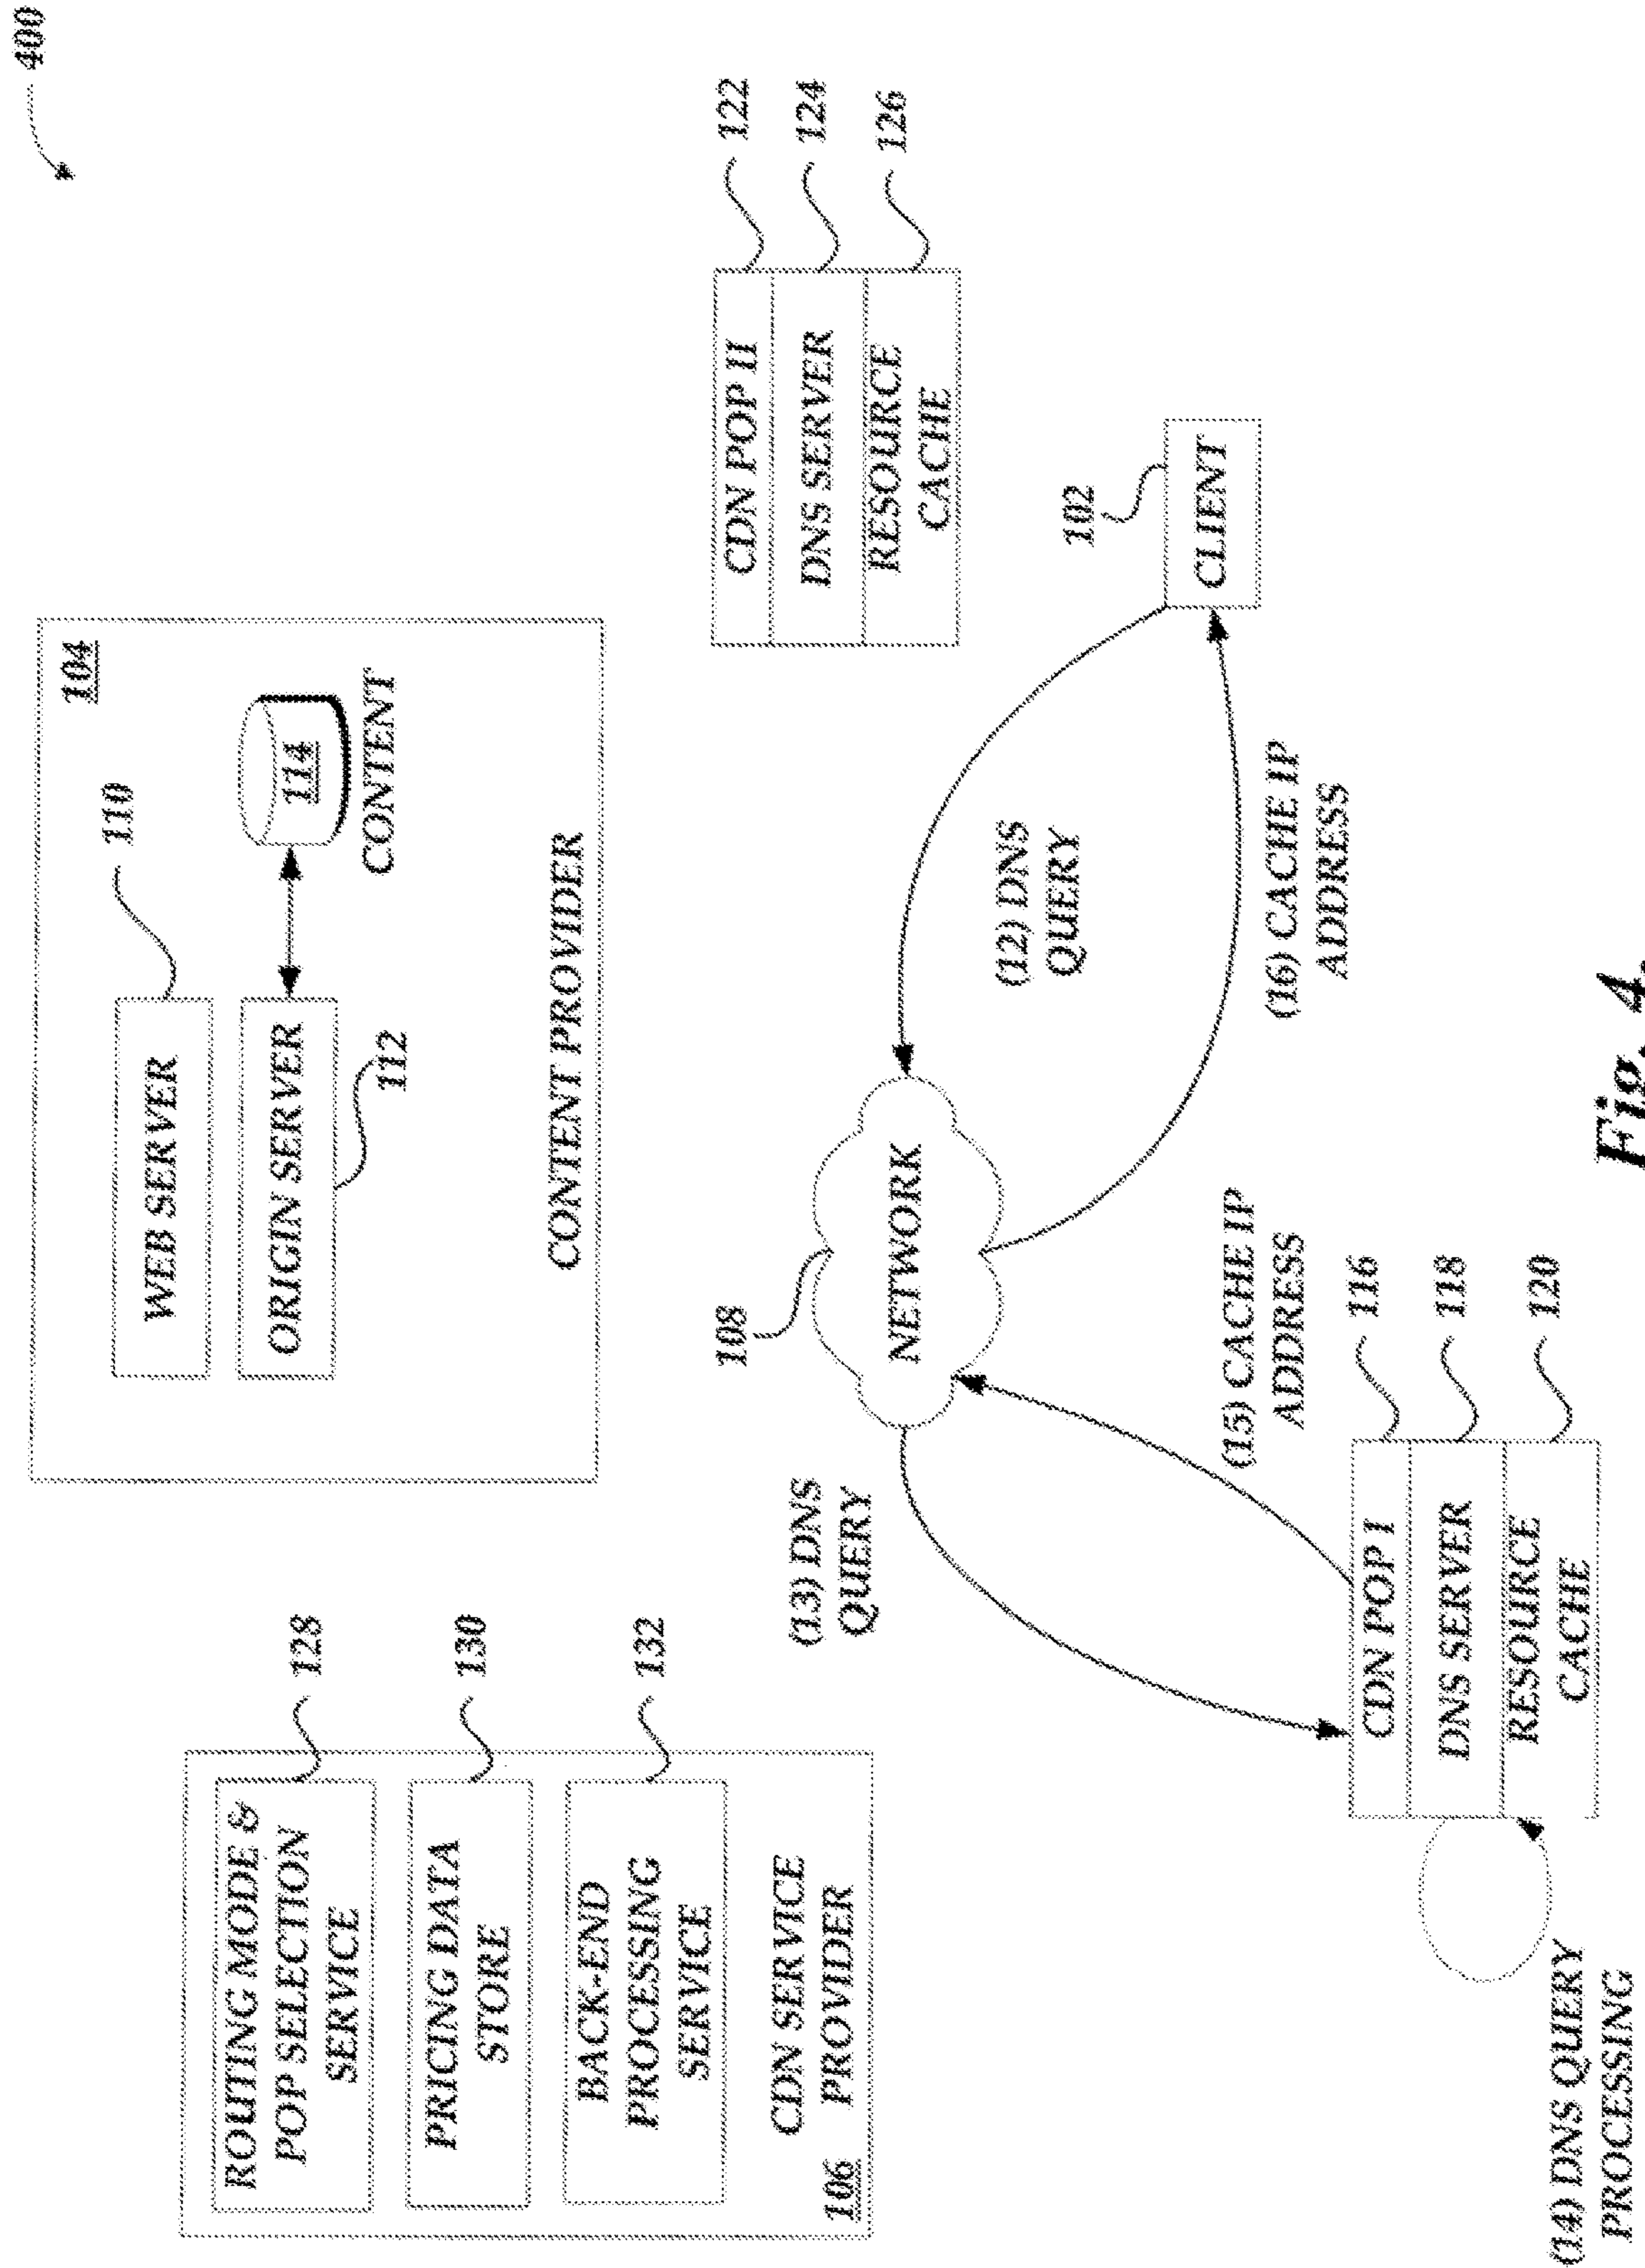 400
ROUTING MODE &
POP SELECTION
SERVICE
128
PRICING DATA
STORE
130
BACK-END
PROCESSING
SERVICE
132
CDN SERVICE
PROVIDER
106
104
WEB SERVER
110
ORIGIN SERVER
112
114
CONTENT
CONTENT PROVIDER
CDN POP II
122
DNS SERVER
124
RESOURCE
CACHE
126
108
NETWORK
102
CLIENT
(12) DNS
QUERY
(13) DNS
QUERY
(14) DNS QUERY
PROCESSING
(15) CACHE IP
ADDRESS
(16) CACHE IP
ADDRESS
CDN POP I
116
DNS SERVER
118
RESOURCE
CACHE
120
Fig. 4.